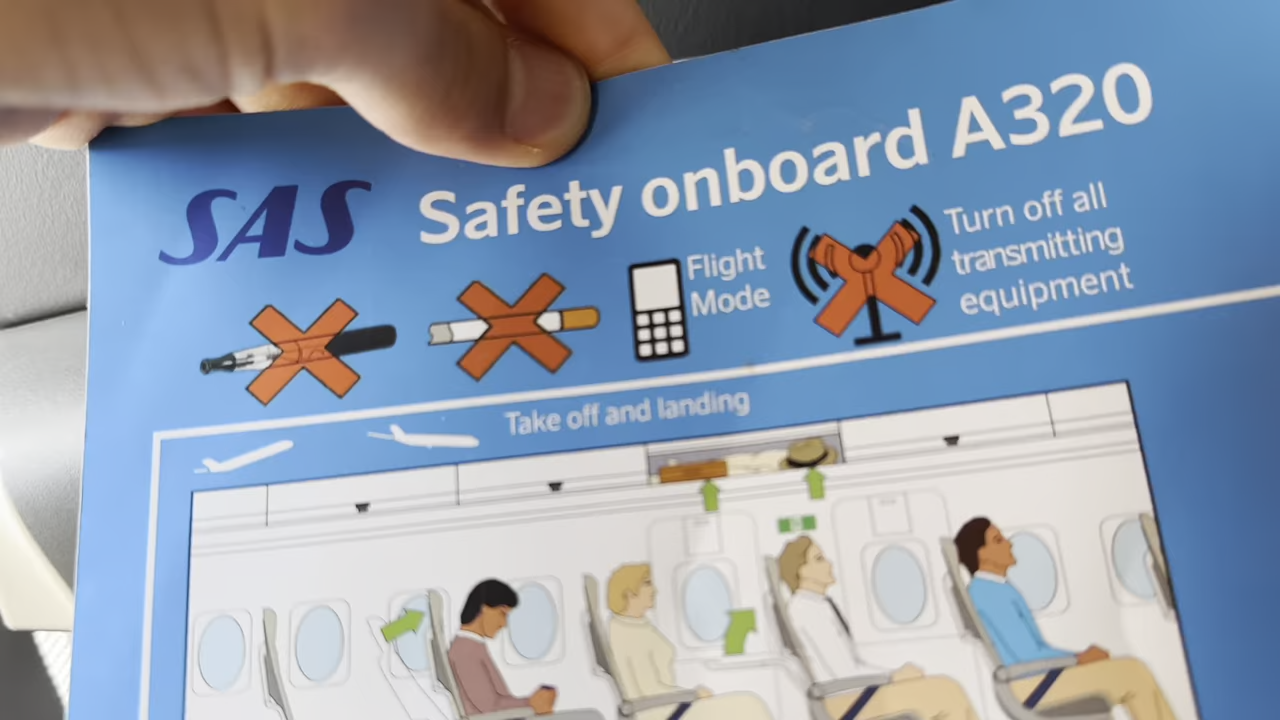 SAS
Safety onboard A320
Flight
Mode
Turn off all
transmitting
equipment
Take off and landing